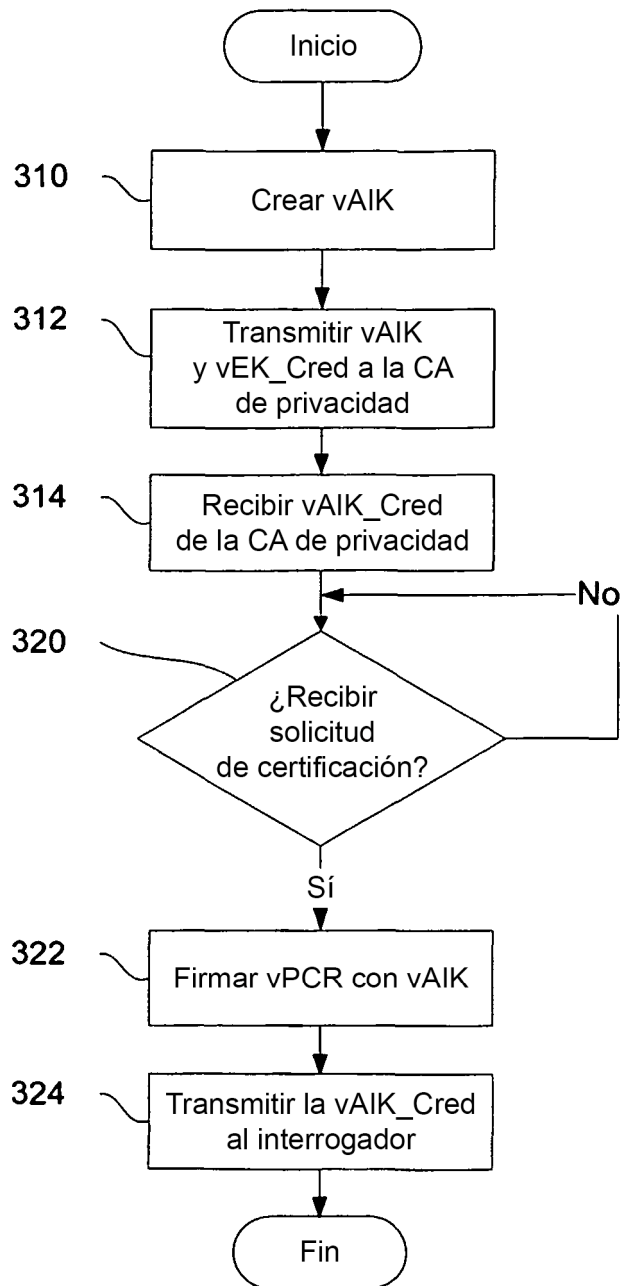 Inicio
310
Crear vAIK
312
Transmitir vAIK
y vEK_Cred a la CA
de privacidad
314
Recibir vAIK_Cred
de la CA de privacidad
No
320
¿Recibir
solicitud
de certificación?
Sí
322
Firmar vPCR con vAIK
324
Transmitir la vAIK_Cred
al interrogador
Fin